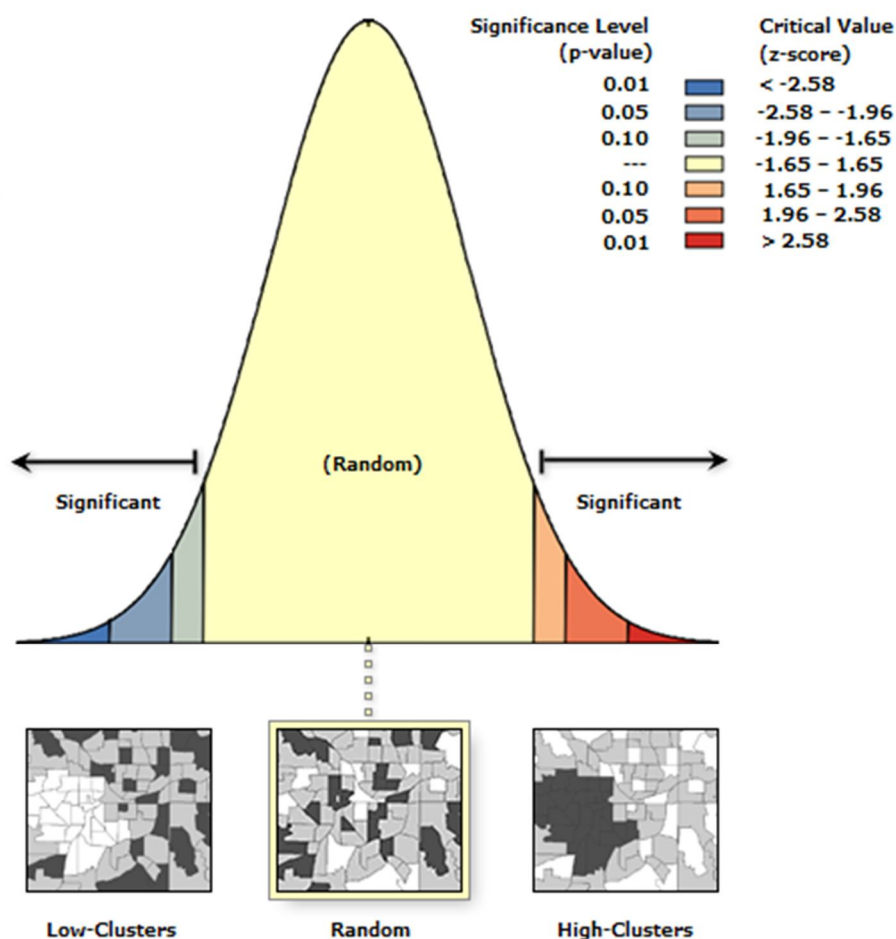 Significance Level Critical Value
(p-value) (z-score)
0.01 < -2.58
0.05 -2.58 – -1.96
0.10 -1.96 – -1.65
--- -1.65 – 1.65
0.10 1.65 – 1.96
0.05 1.96 – 2.58
0.01 > 2.58
(Random)
Significant Significant
Low-Clusters Random High-Clusters